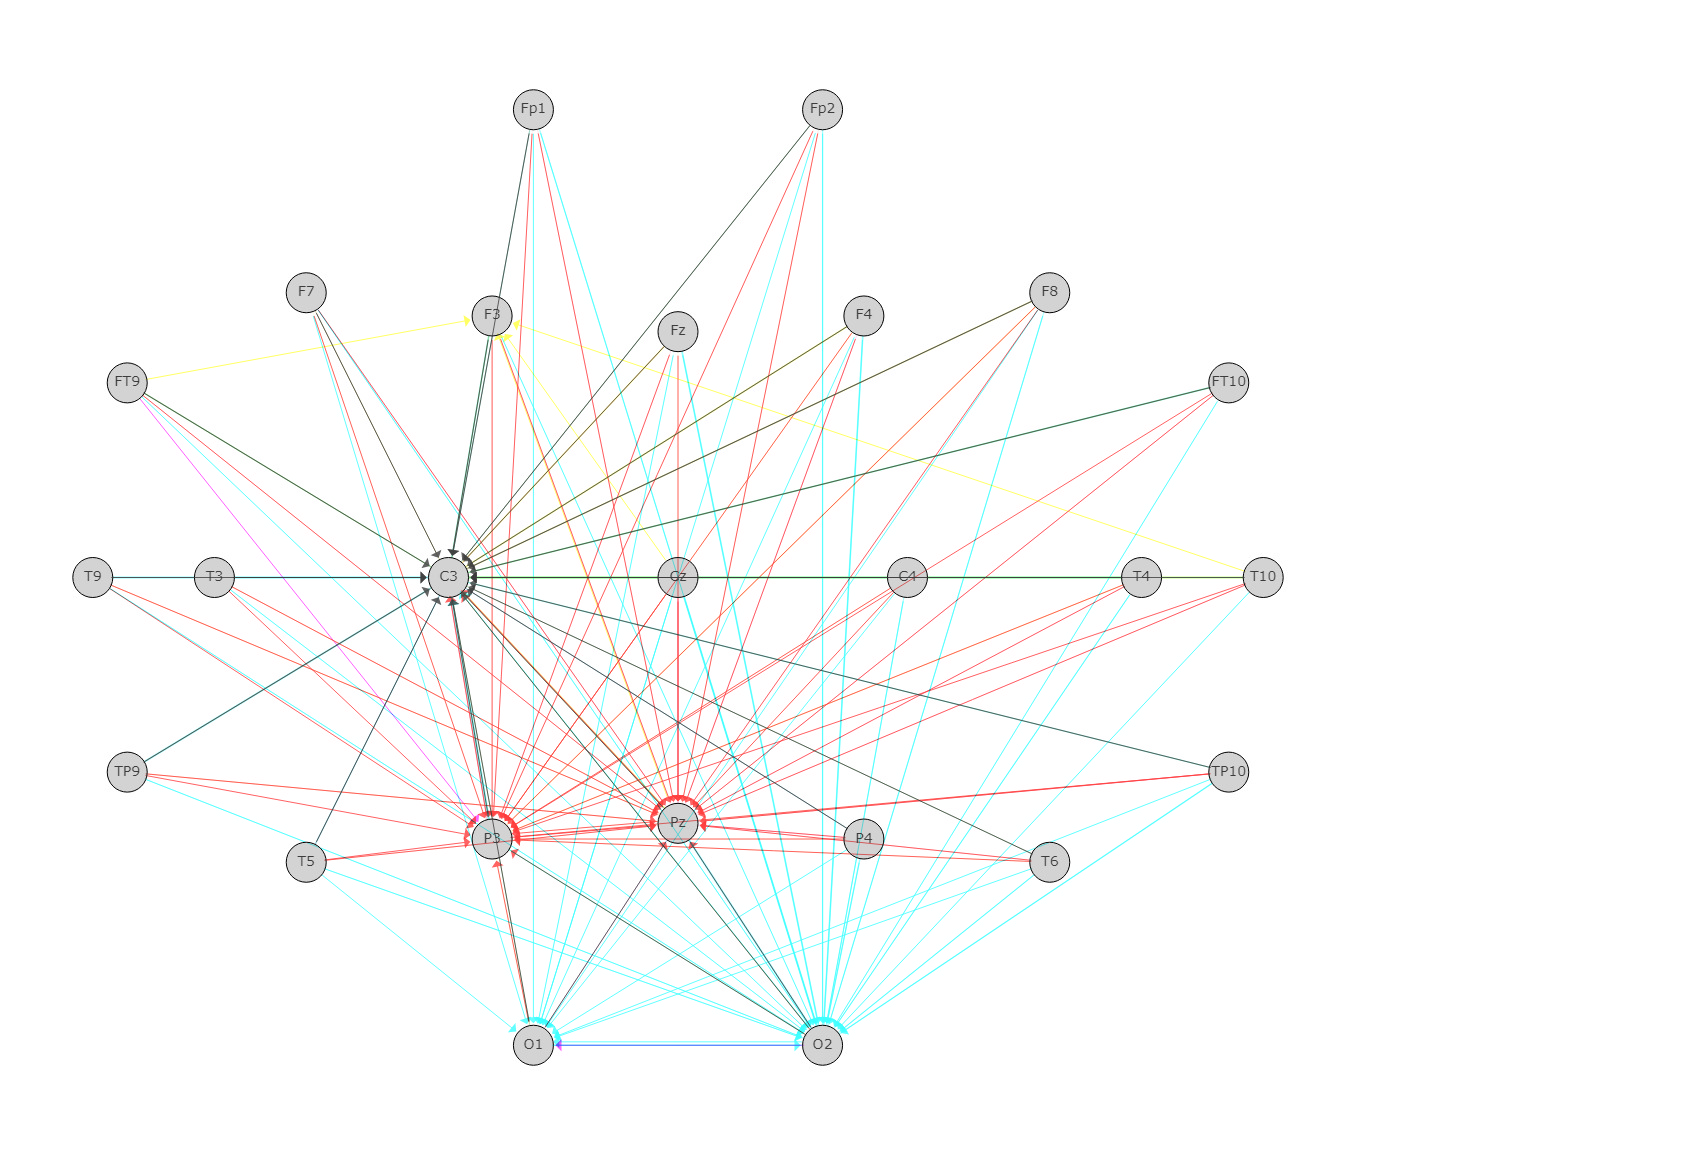 Fp1 Fp2
F7 F3 Fz F4 F8
FT9 FT10
T9 T3 C3 Cz C4 T4 T10
TP9 TP10
T5 P3 Pz P4 T6
O1 O2